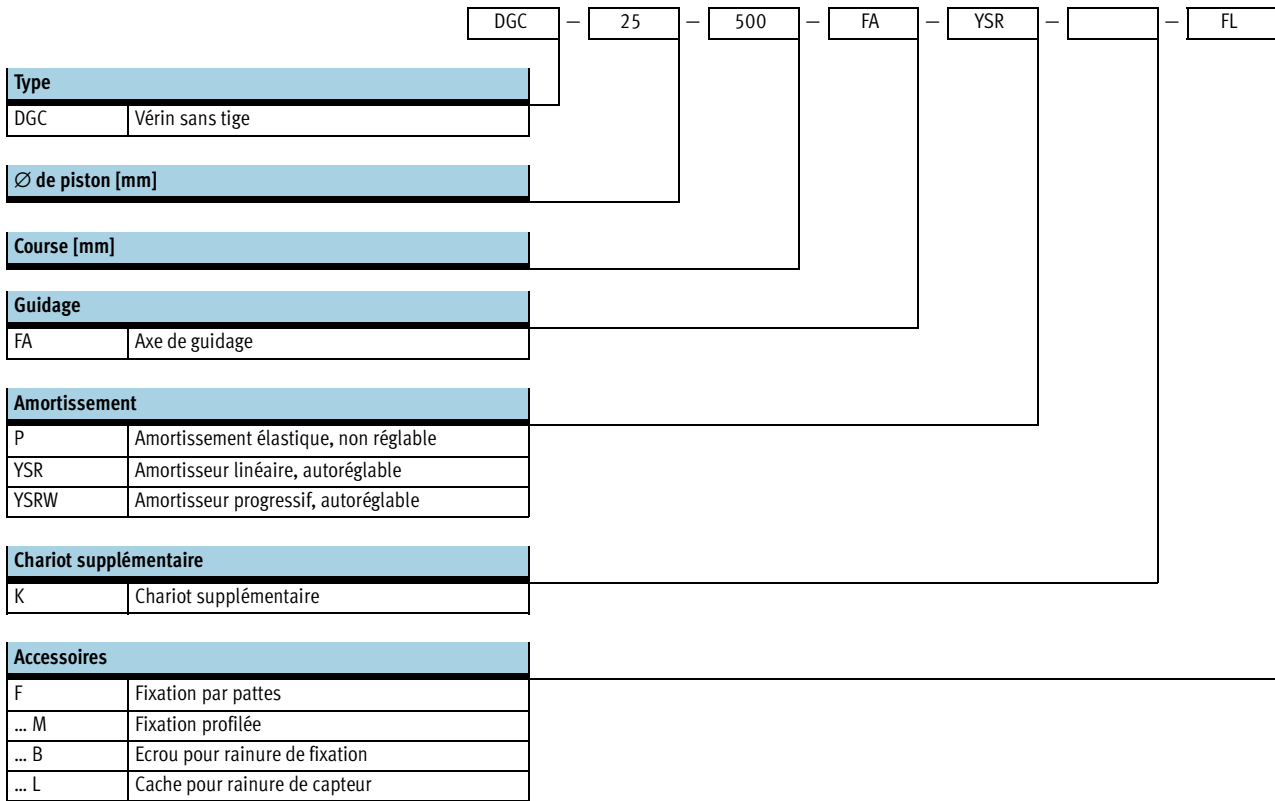 DGC – 25 – 500 – FA – YSR – – FL
Type
DGC Vérin sans tige
∅ de piston [mm]
Course [mm]
Guidage
FA Axe de guidage
Amortissement
P Amortissement élastique, non réglable
YSR Amortisseur linéaire, autoréglable
YSRW Amortisseur progressif, autoréglable
Chariot supplémentaire
K Chariot supplémentaire
Accessoires
F Fixation par pattes
... M Fixation profilée
... B Ecrou pour rainure de fixation
... L Cache pour rainure de capteur